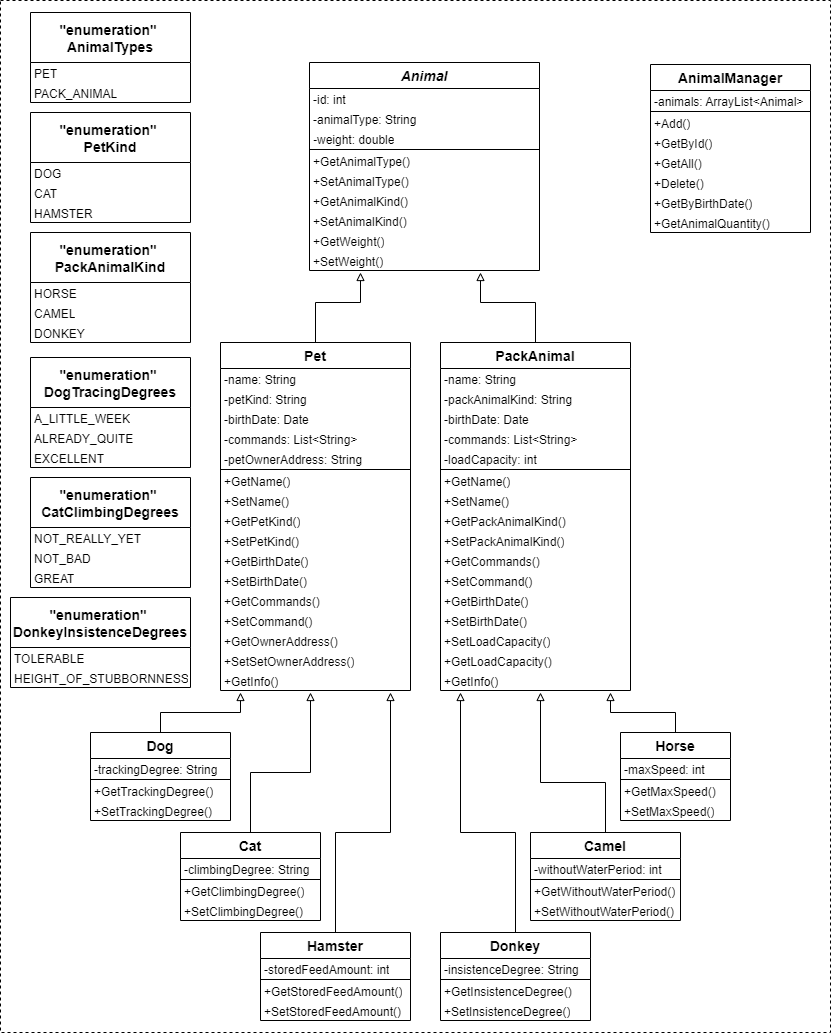 "enumeration"
AnimalTypes
PET
PACK_ANIMAL
"enumeration"
PetKind
DOG
CAT
HAMSTER
"enumeration"
PackAnimalKind
HORSE
CAMEL
DONKEY
"enumeration"
DogTracingDegrees
A_LITTLE_WEEK
ALREADY_QUITE
EXCELLENT
"enumeration"
CatClimbingDegrees
NOT_REALLY_YET
NOT_BAD
GREAT
"enumeration"
DonkeyInsistenceDegrees
TOLERABLE
HEIGHT_OF_STUBBORNNESS
Animal
-id: int
-animalType: String
-weight: double
+GetAnimalType()
+SetAnimalType()
+GetAnimalKind()
+SetAnimalKind()
+GetWeight()
+SetWeight()
AnimalManager
-animals: ArrayList<Animal>
+Add()
+GetById()
+GetAll()
+Delete()
+GetByBirthDate()
+GetAnimalQuantity()
Pet
-name: String
-petKind: String
-birthDate: Date
-commands: List<String>
-petOwnerAddress: String
+GetName()
+SetName()
+GetPetKind()
+SetPetKind()
+GetBirthDate()
+SetBirthDate()
+GetCommands()
+SetCommand()
+GetOwnerAddress()
+SetSetOwnerAddress()
+GetInfo()
PackAnimal
-name: String
-packAnimalKind: String
-birthDate: Date
-commands: List<String>
-loadCapacity: int
+GetName()
+SetName()
+GetPackAnimalKind()
+SetPackAnimalKind()
+GetCommands()
+SetCommand()
+GetBirthDate()
+SetBirthDate()
+SetLoadCapacity()
+GetLoadCapacity()
+GetInfo()
Dog
-trackingDegree: String
+GetTrackingDegree()
+SetTrackingDegree()
Horse
-maxSpeed: int
+GetMaxSpeed()
+SetMaxSpeed()
Cat
-climbingDegree: String
+GetClimbingDegree()
+SetClimbingDegree()
Camel
-withoutWaterPeriod: int
+GetWithoutWaterPeriod()
+SetWithoutWaterPeriod()
Hamster
-storedFeedAmount: int
+GetStoredFeedAmount()
+SetStoredFeedAmount()
Donkey
-insistenceDegree: String
+GetInsistenceDegree()
+SetInsistenceDegree()